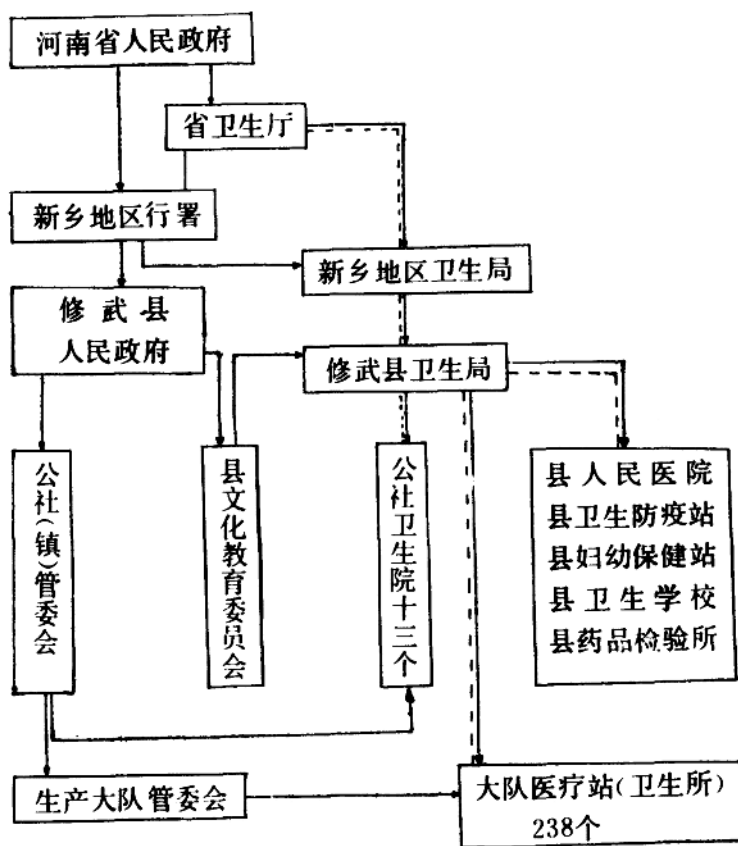 河南省人民政府
省卫生厅
新乡地区行署
新乡地区卫生局
修武县
人民政府
修武县卫生局
公社(镇)管委会
县文化教育委员会
公社卫生院十三个
县人民医院
县卫生防疫站
县妇幼保健站
县卫生学校
县药品检验所
生产大队管委会
大队医疗站(卫生所)
238个